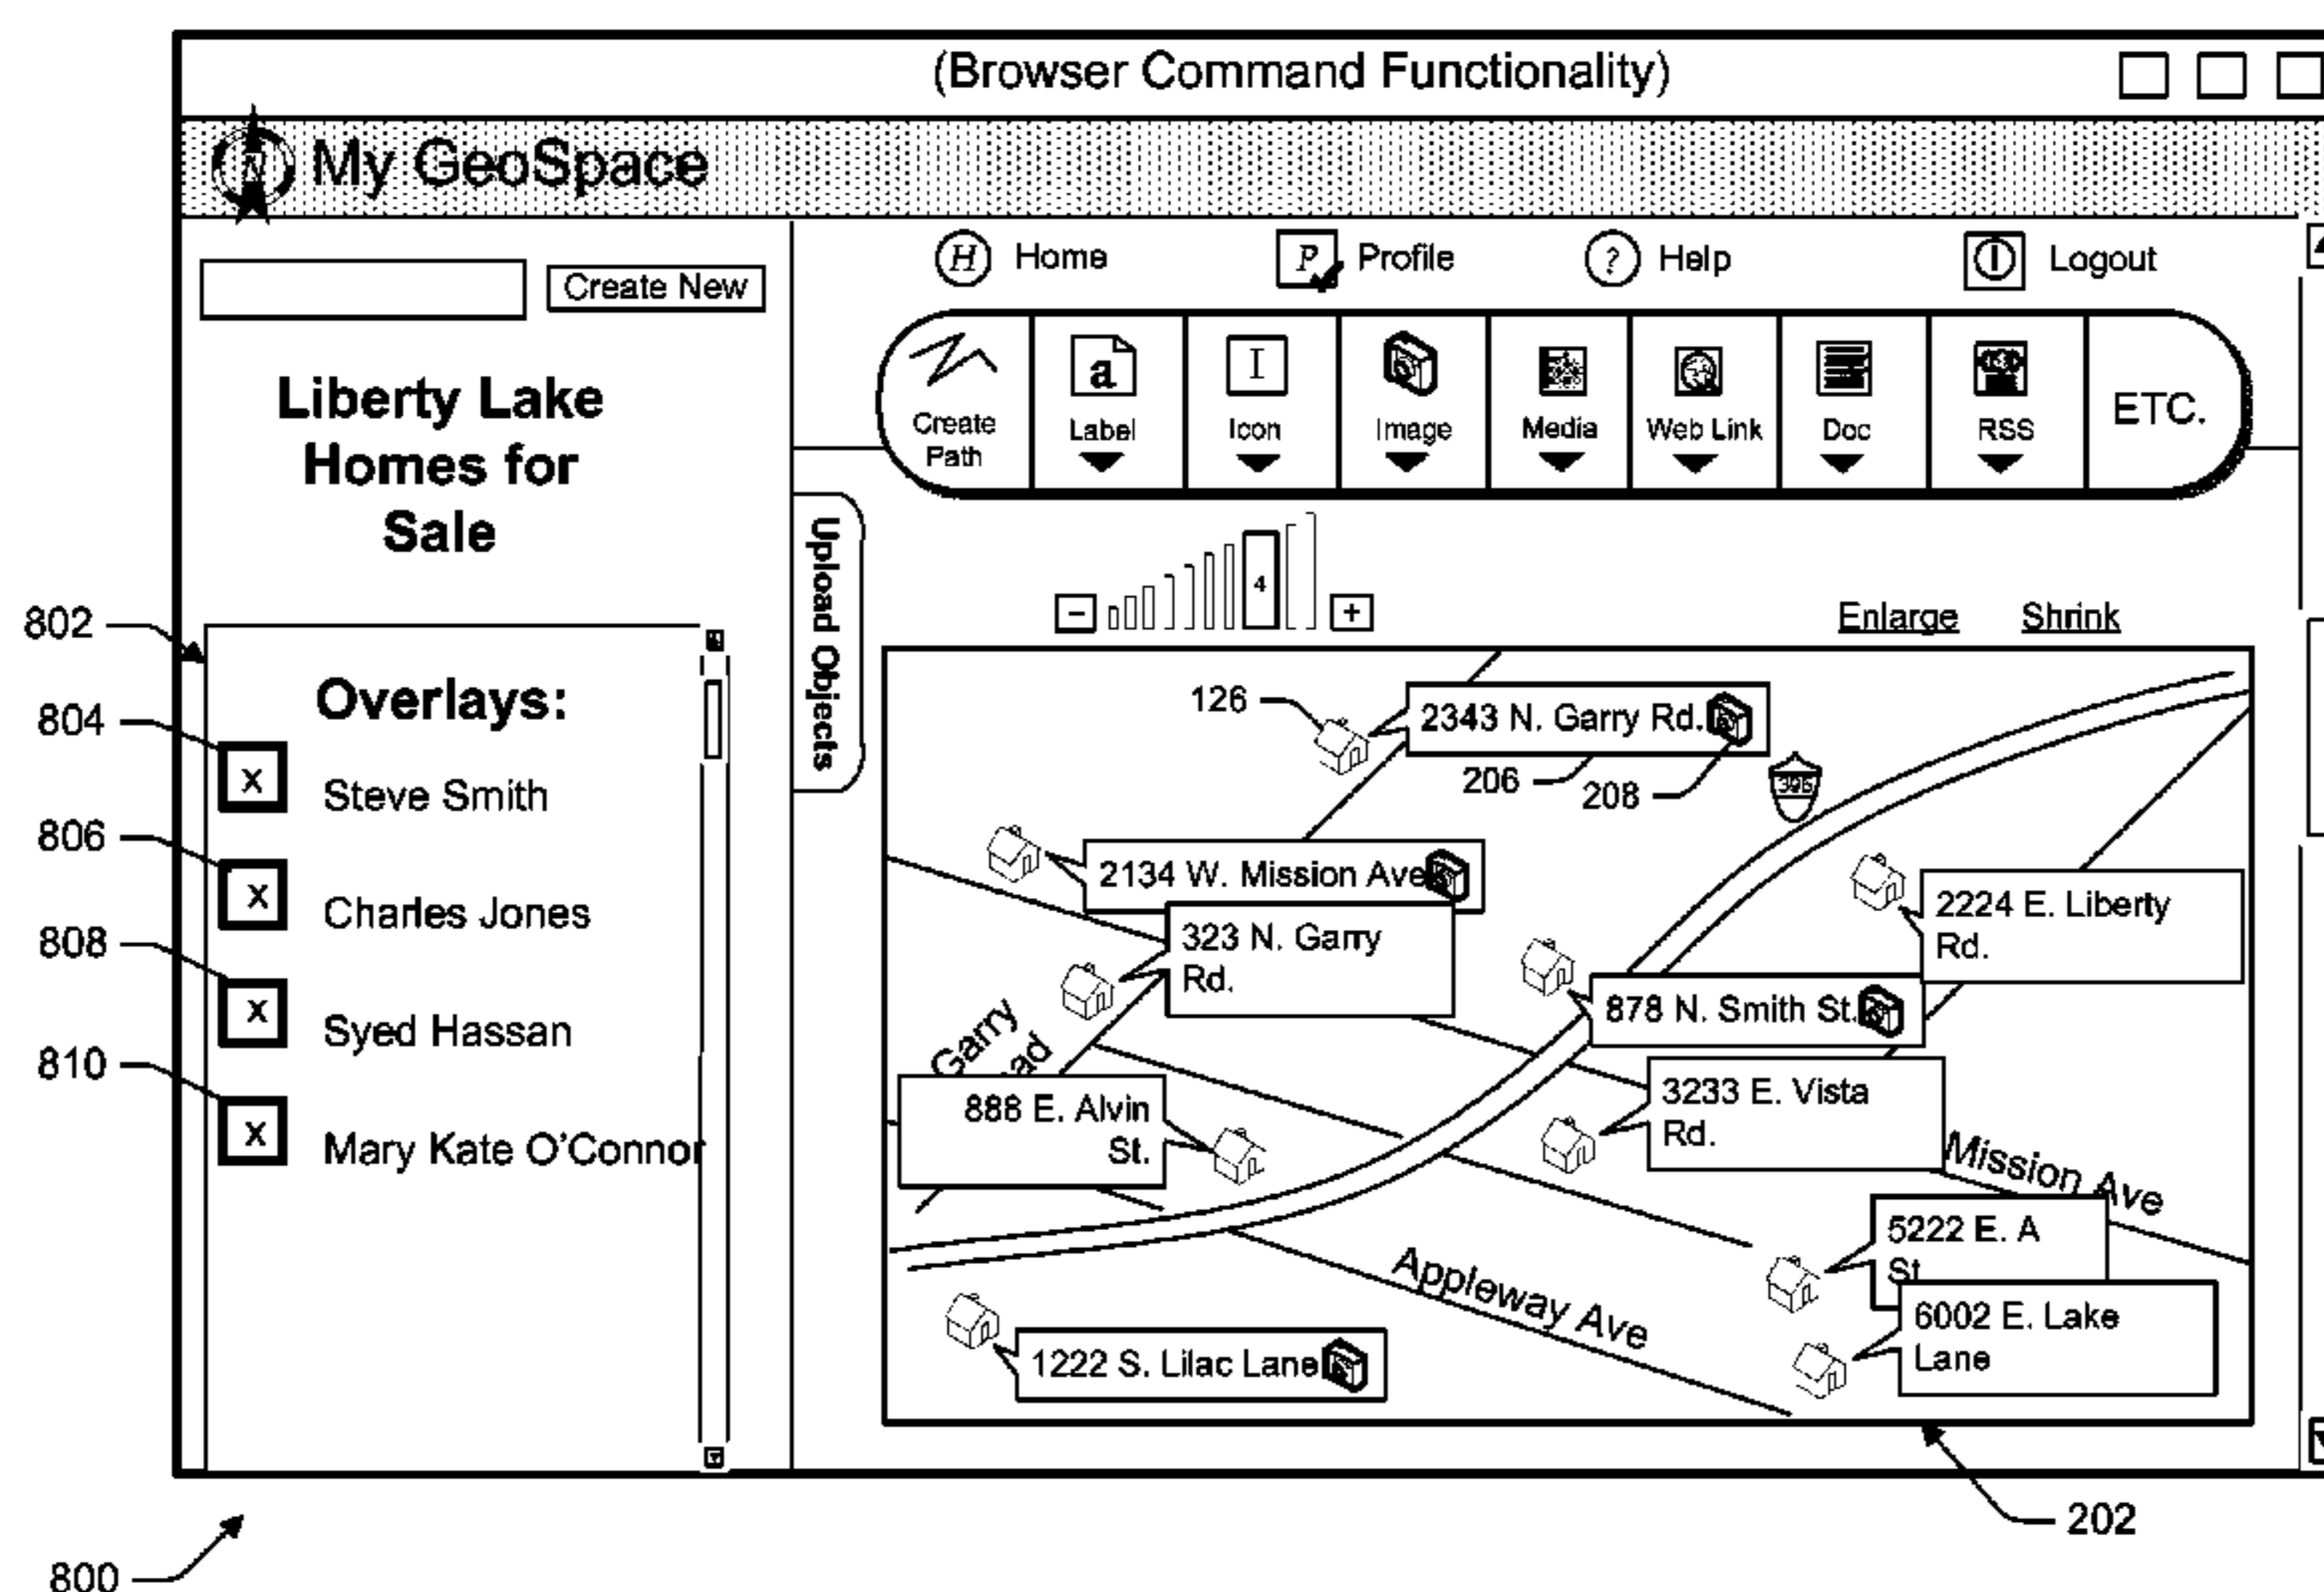 (Browser Command Functionality)
My GeoSpace
H Home
P Profile
? Help
Logout
Create New
Liberty Lake
Homes for
Sale
Create
Path
a
Label
I
Icon
Image
Media
Web Link
Doc
RSS
ETC.
Upload Objects
4
- +
Enlarge
Shrink
802
Overlays:
804
x
Steve Smith
806
x
Charles Jones
808
x
Syed Hassan
810
x
Mary Kate O'Connor
126
2343 N. Garry Rd.
206
208
2134 W. Mission Ave
323 N. Garry
Rd.
2224 E. Liberty
Rd.
878 N. Smith St.
Garry
888 E. Alvin
St.
3233 E. Vista
Rd.
Mission Ave
5222 E. A
St
6002 E. Lake
Lane
Appleway Ave
1222 S. Lilac Lane
202
800